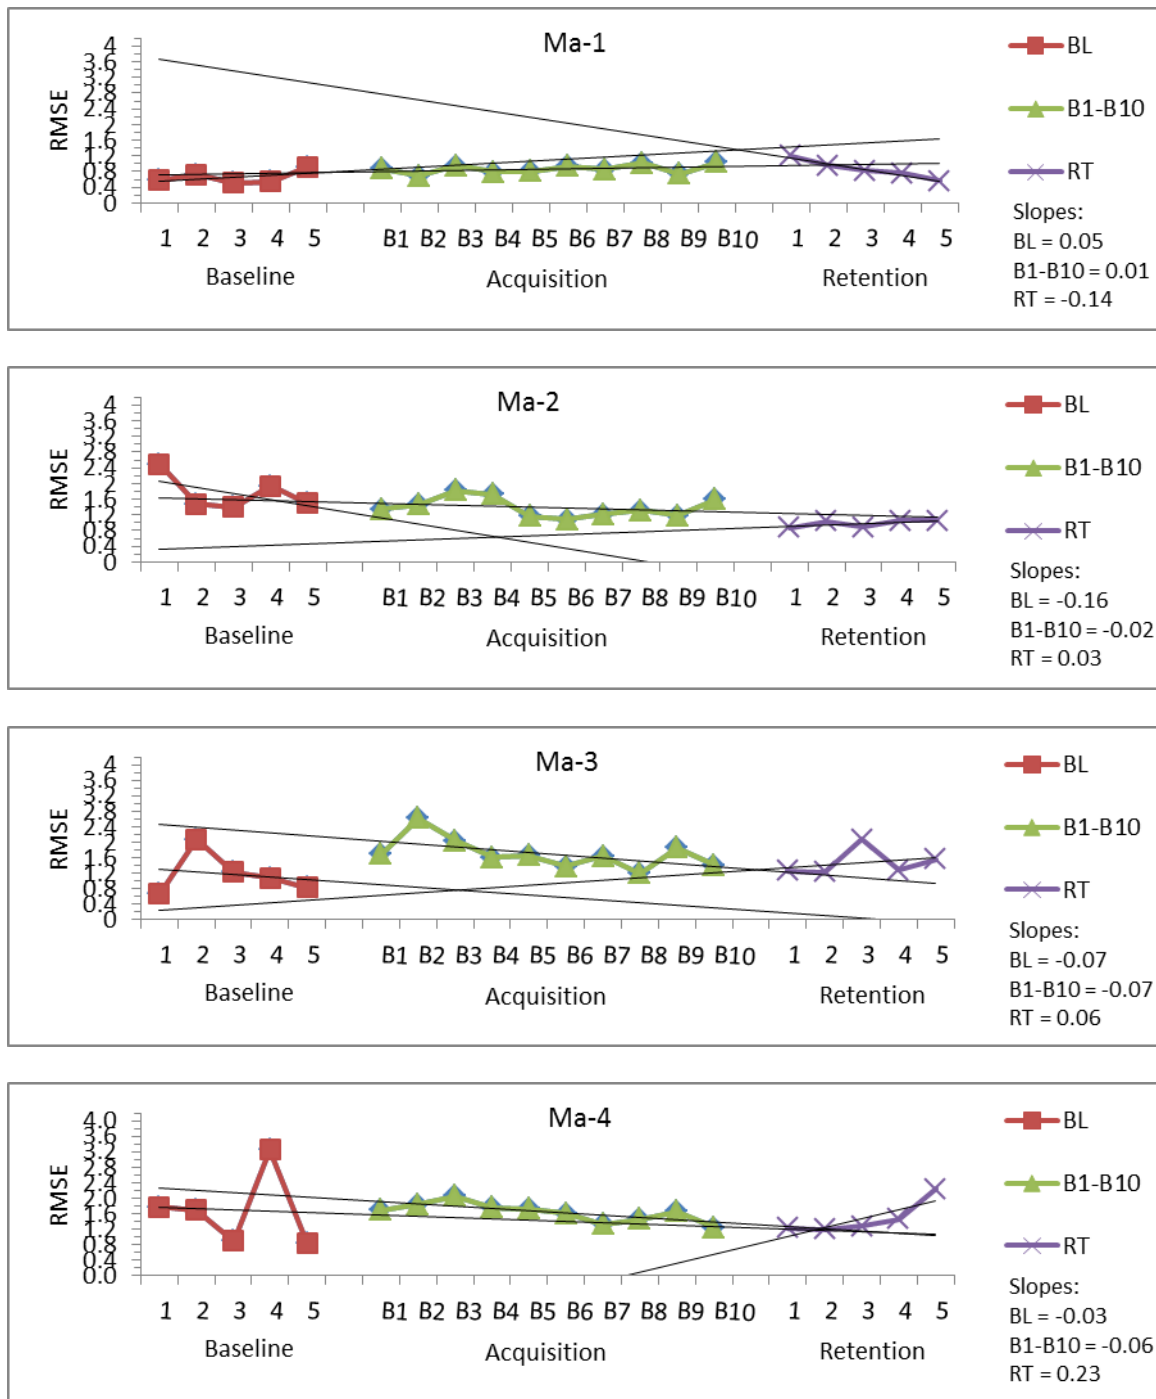 Ma-1
RMSE
4
3.6
3.2
2.8
2.4
2
1.6
1.2
0.8
0.4
0
1 2 3 4 5 B1 B2 B3 B4 B5 B6 B7 B8 B9 B10 1 2 3 4 5
Baseline Acquisition Retention
BL
B1-B10
RT
Slopes:
BL = 0.05
B1-B10 = 0.01
RT = -0.14
Ma-2
RMSE
4
3.6
3.2
2.8
2.4
2
1.6
1.2
0.8
0.4
0
1 2 3 4 5 B1 B2 B3 B4 B5 B6 B7 B8 B9 B10 1 2 3 4 5
Baseline Acquisition Retention
BL
B1-B10
RT
Slopes:
BL = -0.16
B1-B10 = -0.02
RT = 0.03
Ma-3
RMSE
4
3.6
3.2
2.8
2.4
2
1.6
1.2
0.8
0.4
0
1 2 3 4 5 B1 B2 B3 B4 B5 B6 B7 B8 B9 B10 1 2 3 4 5
Baseline Acquisition Retention
BL
B1-B10
RT
Slopes:
BL = -0.07
B1-B10 = -0.07
RT = 0.06
Ma-4
RMSE
4.0
3.6
3.2
2.8
2.4
2.0
1.6
1.2
0.8
0.4
0.0
1 2 3 4 5 B1 B2 B3 B4 B5 B6 B7 B8 B9 B10 1 2 3 4 5
Baseline Acquisition Retention
BL
B1-B10
RT
Slopes:
BL = -0.03
B1-B10 = -0.06
RT = 0.23